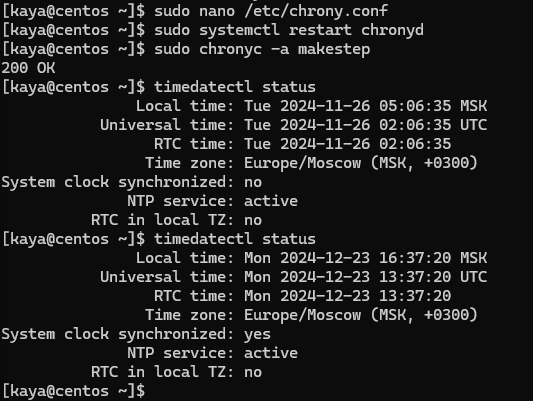 [kaya@centos ~]$ sudo nano /etc/chrony.conf
[kaya@centos ~]$ sudo systemctl restart chronyd
[kaya@centos ~]$ sudo chronyc -a makestep
200 OK
[kaya@centos ~]$ timedatectl status
Local time: Tue 2024-11-26 05:06:35 MSK
Universal time: Tue 2024-11-26 02:06:35 UTC
RTC time: Tue 2024-11-26 02:06:35
Time zone: Europe/Moscow (MSK, +0300)
System clock synchronized: no
NTP service: active
RTC in local TZ: no
[kaya@centos ~]$ timedatectl status
Local time: Mon 2024-12-23 16:37:20 MSK
Universal time: Mon 2024-12-23 13:37:20 UTC
RTC time: Mon 2024-12-23 13:37:20
Time zone: Europe/Moscow (MSK, +0300)
System clock synchronized: yes
NTP service: active
RTC in local TZ: no
[kaya@centos ~]$